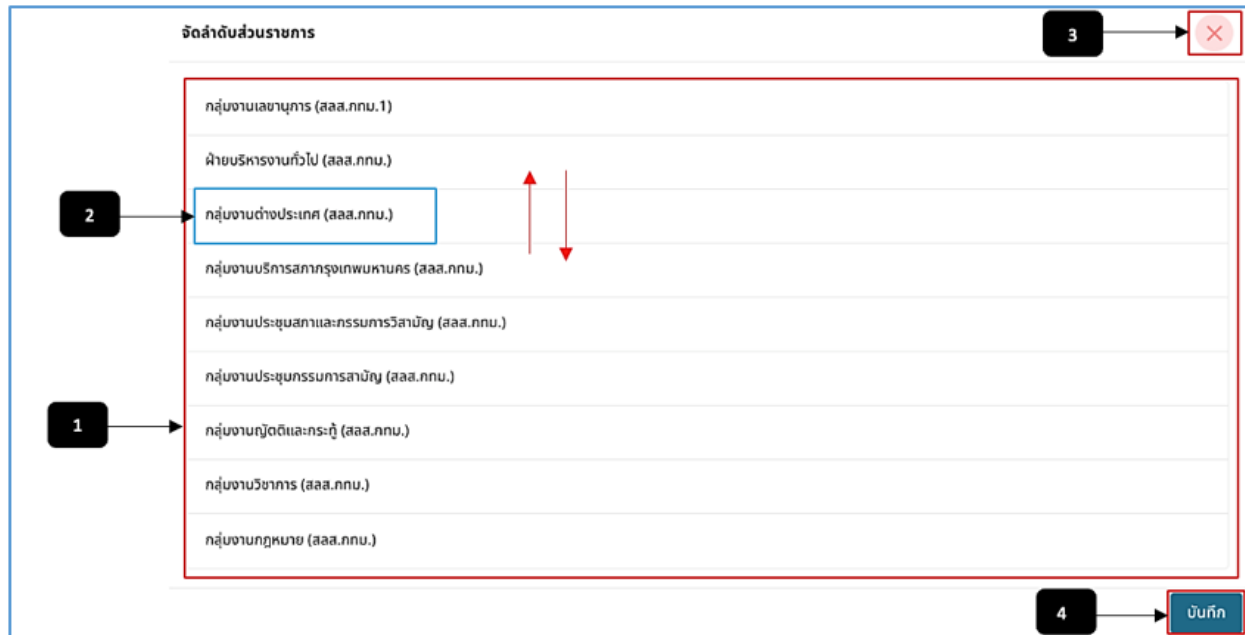 จัดลำดับส่วนราชการ
3
กลุ่มงานเลขานุการ (สลส.กทม.1)
ฝ่ายบริหารงานทั่วไป (สลส.กทม.)
2
กลุ่มงานต่างประเทศ (สลส.กทม.)
กลุ่มงานบริการสภากรุงเทพมหานคร (สลส.กทม.)
กลุ่มงานประชุมสภาและกรรมการวิสามัญ (สลส.กทม.)
กลุ่มงานประชุมกรรมการสามัญ (สลส.กทม.)
1
กลุ่มงานญัตติและกระทู้ (สลส.กทม.)
กลุ่มงานวิชาการ (สลส.กทม.)
กลุ่มงานกฎหมาย (สลส.กทม.)
4
บันทึก